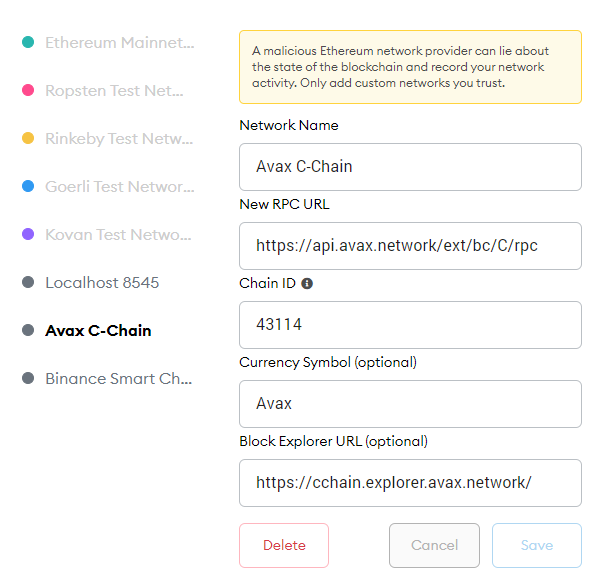 Ethereum Mainnet...
Ropsten Test Net...
Rinkeby Test Netw...
Goerli Test Networ...
Kovan Test Netwo...
Localhost 8545
Avax C-Chain
Binance Smart Ch...
A malicious Ethereum network provider can lie about
the state of the blockchain and record your network
activity. Only add custom networks you trust.
Network Name
Avax C-Chain
New RPC URL
https://api.avax.network/ext/bc/C/rpc
Chain ID
43114
Currency Symbol (optional)
Avax
Block Explorer URL (optional)
https://cchain.explorer.avax.network/
Delete
Cancel
Save